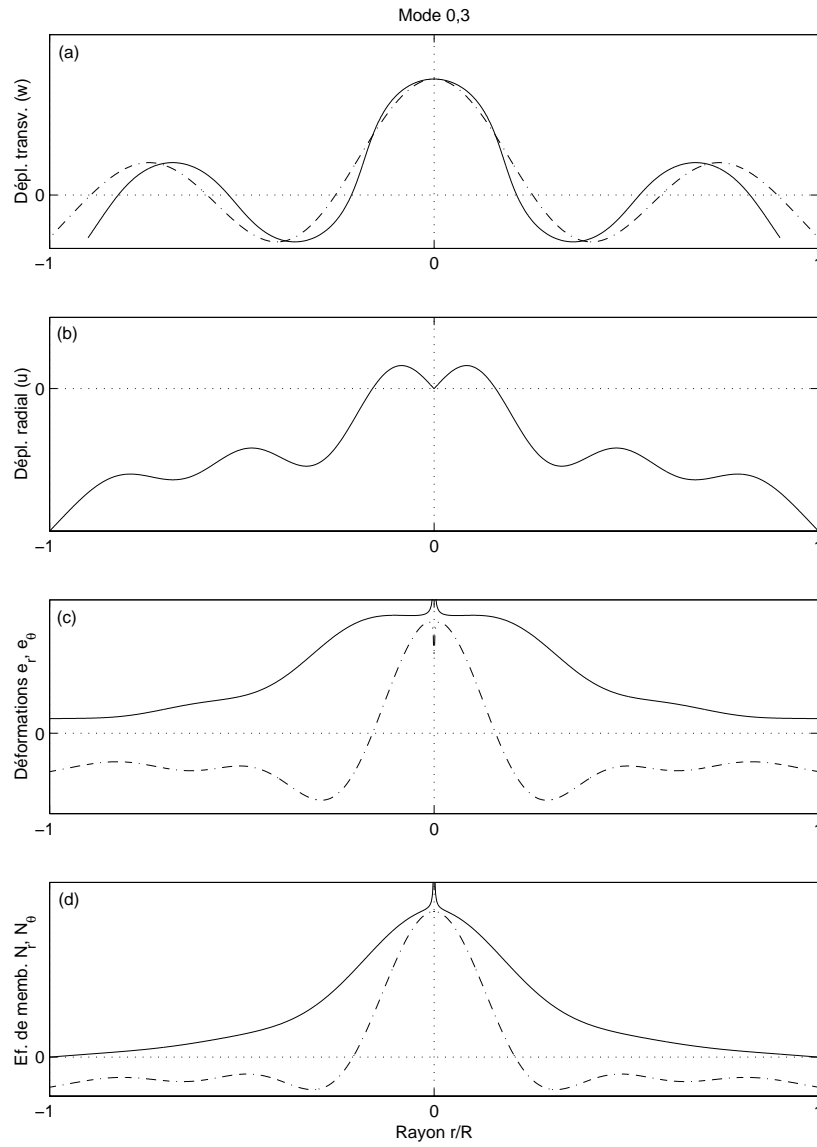 Mode 0,3
(a)
Dépl. transv. (w)
0
−1
0
1
(b)
Dépl. radial (u)
0
−1
0
1
(c)
Déformations e_r, e_θ
0
−1
0
1
(d)
Ef. de memb. N_r, N_θ
0
−1
0
1
Rayon r/R